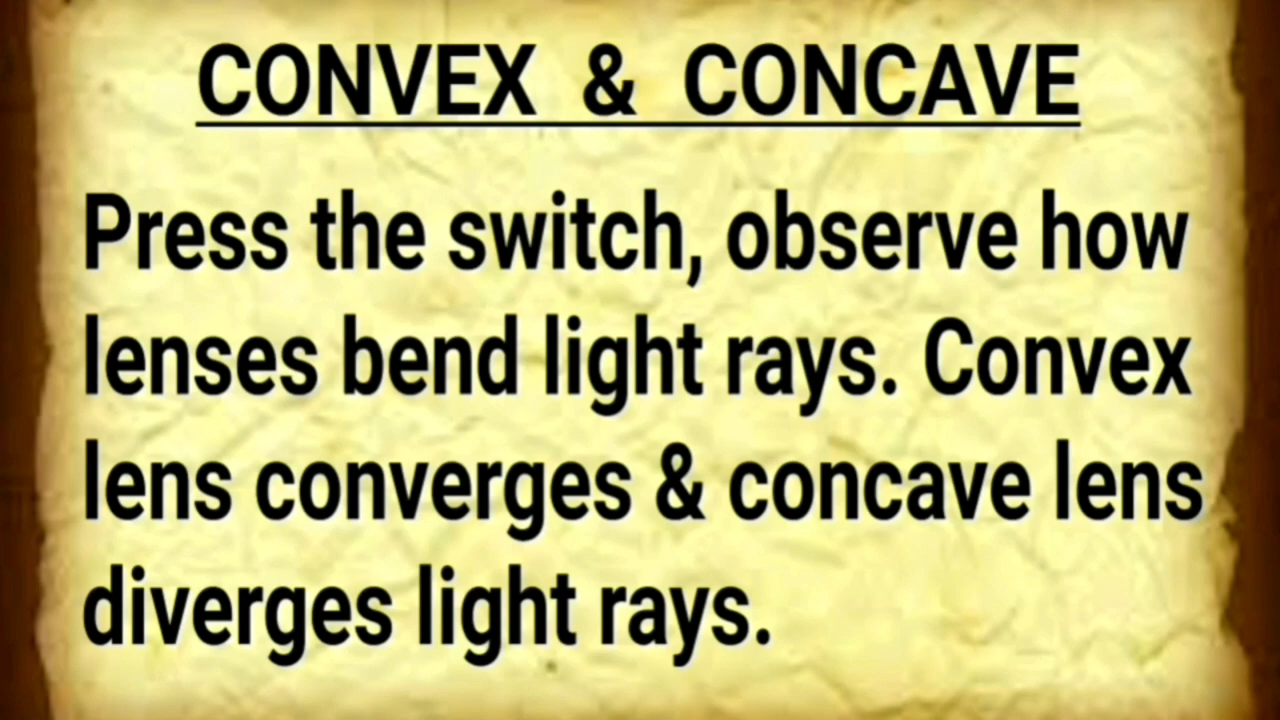 CONVEX & CONCAVE
Press the switch, observe how
lenses bend light rays. Convex
lens converges & concave lens
diverges light rays.